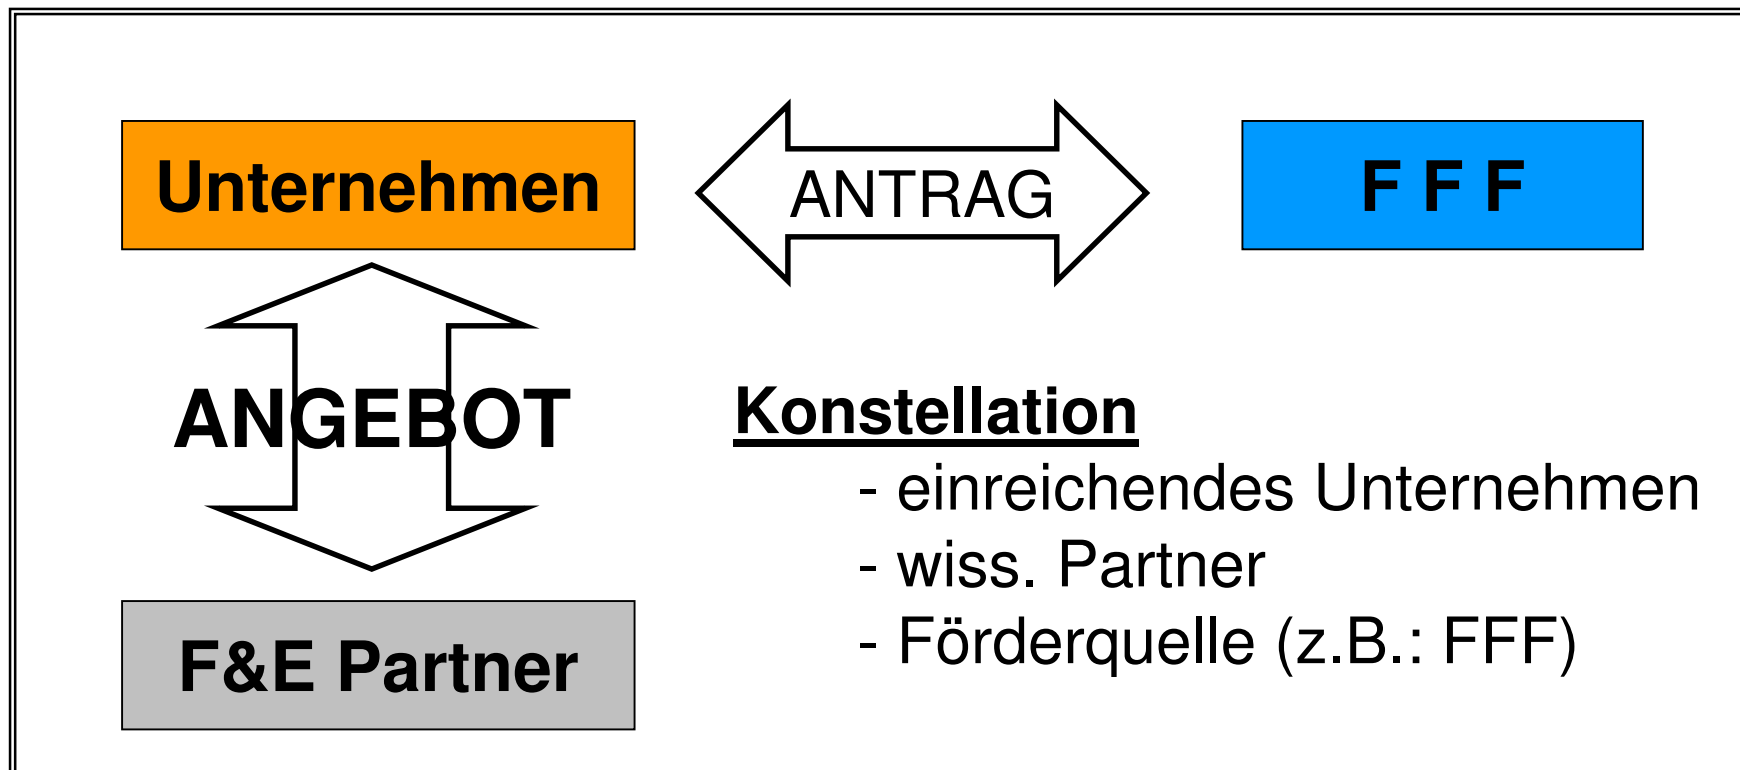 Unternehmen
ANTRAG
F F F
ANGEBOT
Konstellation
- einreichendes Unternehmen
- wiss. Partner
- Förderquelle (z.B.: FFF)
F&E Partner